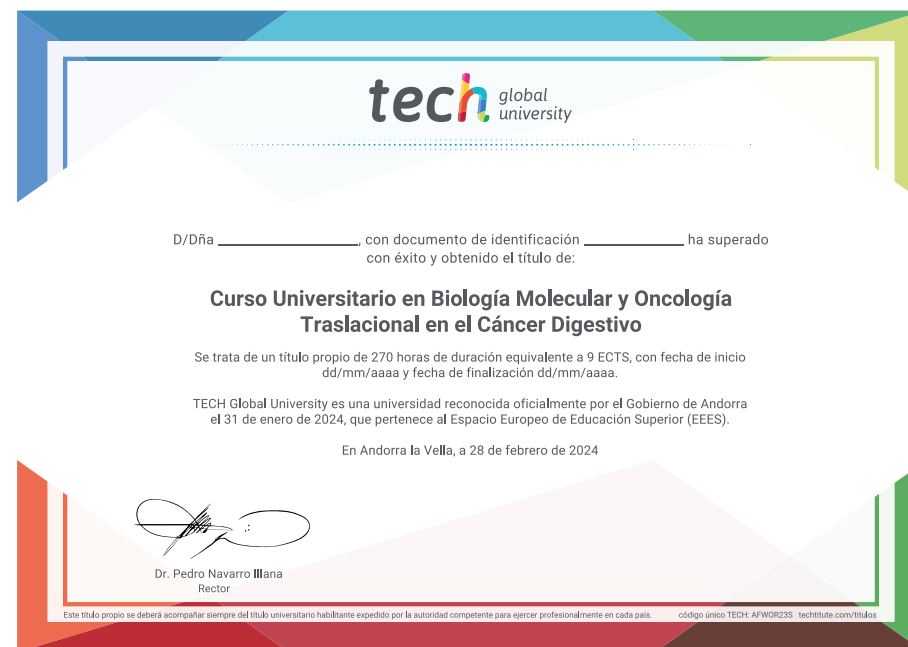 tech global university
D/Dña ____________________, con documento de identificación ______________ ha superado
con éxito y obtenido el título de:
Curso Universitario en Biología Molecular y Oncología
Traslacional en el Cáncer Digestivo
Se trata de un título propio de 270 horas de duración equivalente a 9 ECTS, con fecha de inicio
dd/mm/aaaa y fecha de finalización dd/mm/aaaa.
TECH Global University es una universidad reconocida oficialmente por el Gobierno de Andorra
el 31 de enero de 2024, que pertenece al Espacio Europeo de Educación Superior (EEES).
En Andorra la Vella, a 28 de febrero de 2024
Dr. Pedro Navarro Illana
Rector
Este título propio se deberá acompañar siempre del título universitario habilitante expedido por la autoridad competente para ejercer profesionalmente en cada país. código único TECH: AFWOR23S techtitute.com/titulos